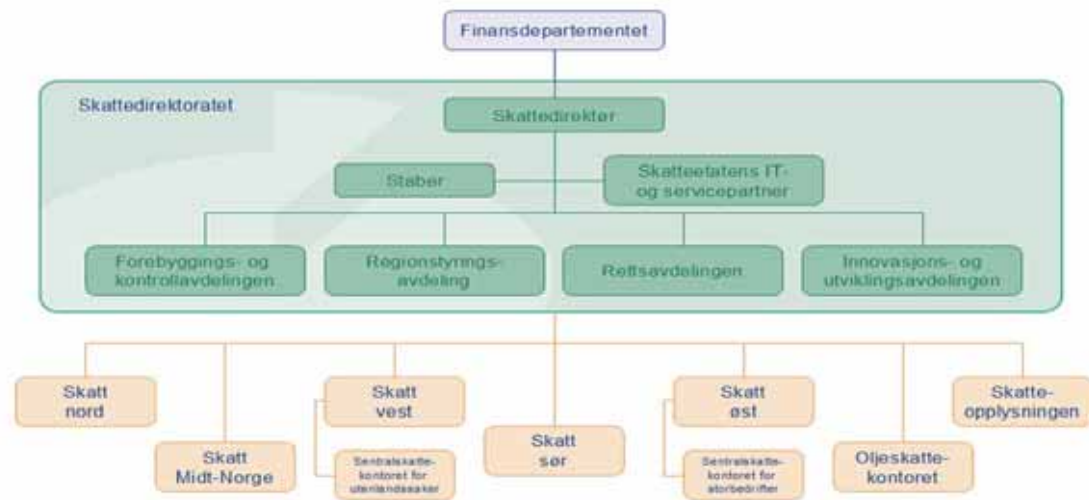 Finansdepartementet
Skattedirektoratet
Skattedirektør
Staber
Skatteetatens IT-
og servicepartner
Forebyggings- og
kontrollavdelingen
Regionstyrings-
avdeling
Rettsavdelingen
Innovasjons- og
utviklingsavdelingen
Skatt
nord
Skatt
vest
Skatt
øst
Skatte-
opplysningen
Skatt
Midt-Norge
Sentralskatte-
kontoret for
utenlandssaker
Skatt
sør
Sentralskatte-
kontoret for
storbedrifter
Oljeskatte-
kontoret